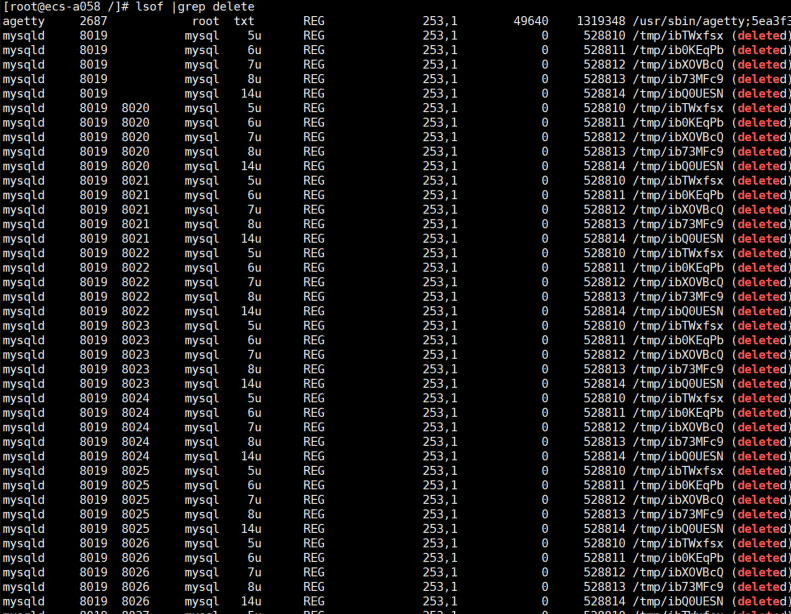 [root@ecs-a058 /]# lsof |grep delete
agetty 2687 root txt REG 253,1 49640 1319348 /usr/sbin/agetty;5ea3f3
mysqld 8019 mysql 5u REG 253,1 0 528810 /tmp/ibTWxfsx (deleted)
mysqld 8019 mysql 6u REG 253,1 0 528811 /tmp/ib0KEqPb (deleted)
mysqld 8019 mysql 7u REG 253,1 0 528812 /tmp/ibXOVBcQ (deleted)
mysqld 8019 mysql 8u REG 253,1 0 528813 /tmp/ib73MFc9 (deleted)
mysqld 8019 mysql 14u REG 253,1 0 528814 /tmp/ibQ0UESN (deleted)
mysqld 8019 8020 mysql 5u REG 253,1 0 528810 /tmp/ibTWxfsx (deleted)
mysqld 8019 8020 mysql 6u REG 253,1 0 528811 /tmp/ib0KEqPb (deleted)
mysqld 8019 8020 mysql 7u REG 253,1 0 528812 /tmp/ibXOVBcQ (deleted)
mysqld 8019 8020 mysql 8u REG 253,1 0 528813 /tmp/ib73MFc9 (deleted)
mysqld 8019 8020 mysql 14u REG 253,1 0 528814 /tmp/ibQ0UESN (deleted)
mysqld 8019 8021 mysql 5u REG 253,1 0 528810 /tmp/ibTWxfsx (deleted)
mysqld 8019 8021 mysql 6u REG 253,1 0 528811 /tmp/ib0KEqPb (deleted)
mysqld 8019 8021 mysql 7u REG 253,1 0 528812 /tmp/ibXOVBcQ (deleted)
mysqld 8019 8021 mysql 8u REG 253,1 0 528813 /tmp/ib73MFc9 (deleted)
mysqld 8019 8021 mysql 14u REG 253,1 0 528814 /tmp/ibQ0UESN (deleted)
mysqld 8019 8022 mysql 5u REG 253,1 0 528810 /tmp/ibTWxfsx (deleted)
mysqld 8019 8022 mysql 6u REG 253,1 0 528811 /tmp/ib0KEqPb (deleted)
mysqld 8019 8022 mysql 7u REG 253,1 0 528812 /tmp/ibXOVBcQ (deleted)
mysqld 8019 8022 mysql 8u REG 253,1 0 528813 /tmp/ib73MFc9 (deleted)
mysqld 8019 8022 mysql 14u REG 253,1 0 528814 /tmp/ibQ0UESN (deleted)
mysqld 8019 8023 mysql 5u REG 253,1 0 528810 /tmp/ibTWxfsx (deleted)
mysqld 8019 8023 mysql 6u REG 253,1 0 528811 /tmp/ib0KEqPb (deleted)
mysqld 8019 8023 mysql 7u REG 253,1 0 528812 /tmp/ibXOVBcQ (deleted)
mysqld 8019 8023 mysql 8u REG 253,1 0 528813 /tmp/ib73MFc9 (deleted)
mysqld 8019 8023 mysql 14u REG 253,1 0 528814 /tmp/ibQ0UESN (deleted)
mysqld 8019 8024 mysql 5u REG 253,1 0 528810 /tmp/ibTWxfsx (deleted)
mysqld 8019 8024 mysql 6u REG 253,1 0 528811 /tmp/ib0KEqPb (deleted)
mysqld 8019 8024 mysql 7u REG 253,1 0 528812 /tmp/ibXOVBcQ (deleted)
mysqld 8019 8024 mysql 8u REG 253,1 0 528813 /tmp/ib73MFc9 (deleted)
mysqld 8019 8024 mysql 14u REG 253,1 0 528814 /tmp/ibQ0UESN (deleted)
mysqld 8019 8025 mysql 5u REG 253,1 0 528810 /tmp/ibTWxfsx (deleted)
mysqld 8019 8025 mysql 6u REG 253,1 0 528811 /tmp/ib0KEqPb (deleted)
mysqld 8019 8025 mysql 7u REG 253,1 0 528812 /tmp/ibXOVBcQ (deleted)
mysqld 8019 8025 mysql 8u REG 253,1 0 528813 /tmp/ib73MFc9 (deleted)
mysqld 8019 8025 mysql 14u REG 253,1 0 528814 /tmp/ibQ0UESN (deleted)
mysqld 8019 8026 mysql 5u REG 253,1 0 528810 /tmp/ibTWxfsx (deleted)
mysqld 8019 8026 mysql 6u REG 253,1 0 528811 /tmp/ib0KEqPb (deleted)
mysqld 8019 8026 mysql 7u REG 253,1 0 528812 /tmp/ibXOVBcQ (deleted)
mysqld 8019 8026 mysql 8u REG 253,1 0 528813 /tmp/ib73MFc9 (deleted)
mysqld 8019 8026 mysql 14u REG 253,1 0 528814 /tmp/ibQ0UESN (deleted)